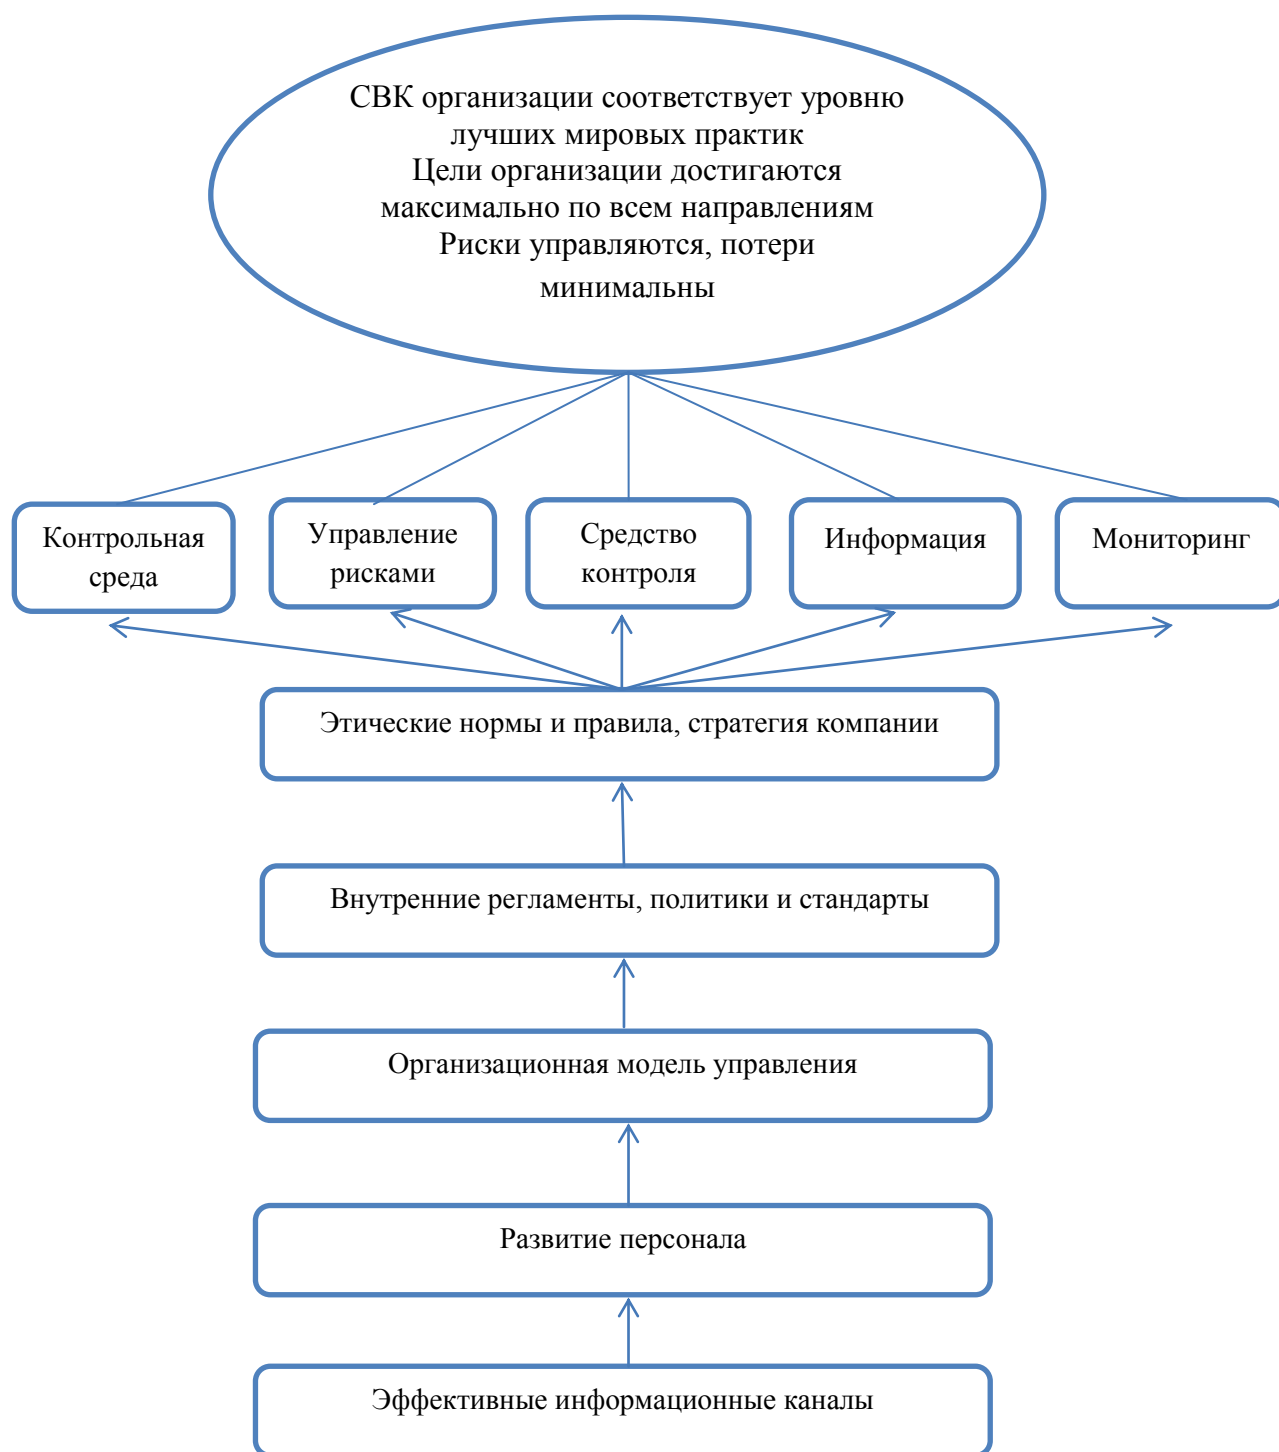 СВК организации соответствует уровню
лучших мировых практик
Цели организации достигаются
максимально по всем направлениям
Риски управляются, потери
минимальны
Контрольная
среда
Управление
рисками
Средство
контроля
Информация
Мониторинг
Этические нормы и правила, стратегия компании
Внутренние регламенты, политики и стандарты
Организационная модель управления
Развитие персонала
Эффективные информационные каналы